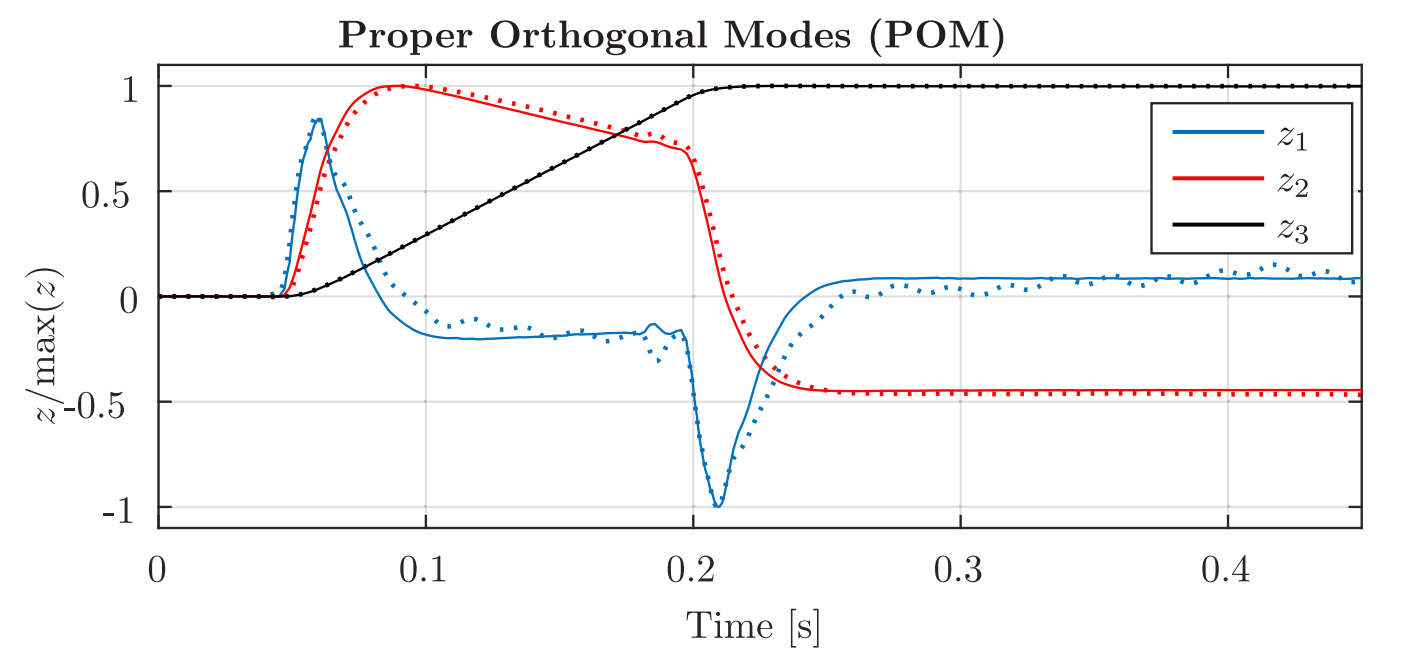 Proper Orthogonal Modes (POM)
1
0.5
0
-0.5
-1
z/max(z)
0
0.1
0.2
0.3
0.4
Time [s]
z₁
z₂
z₃